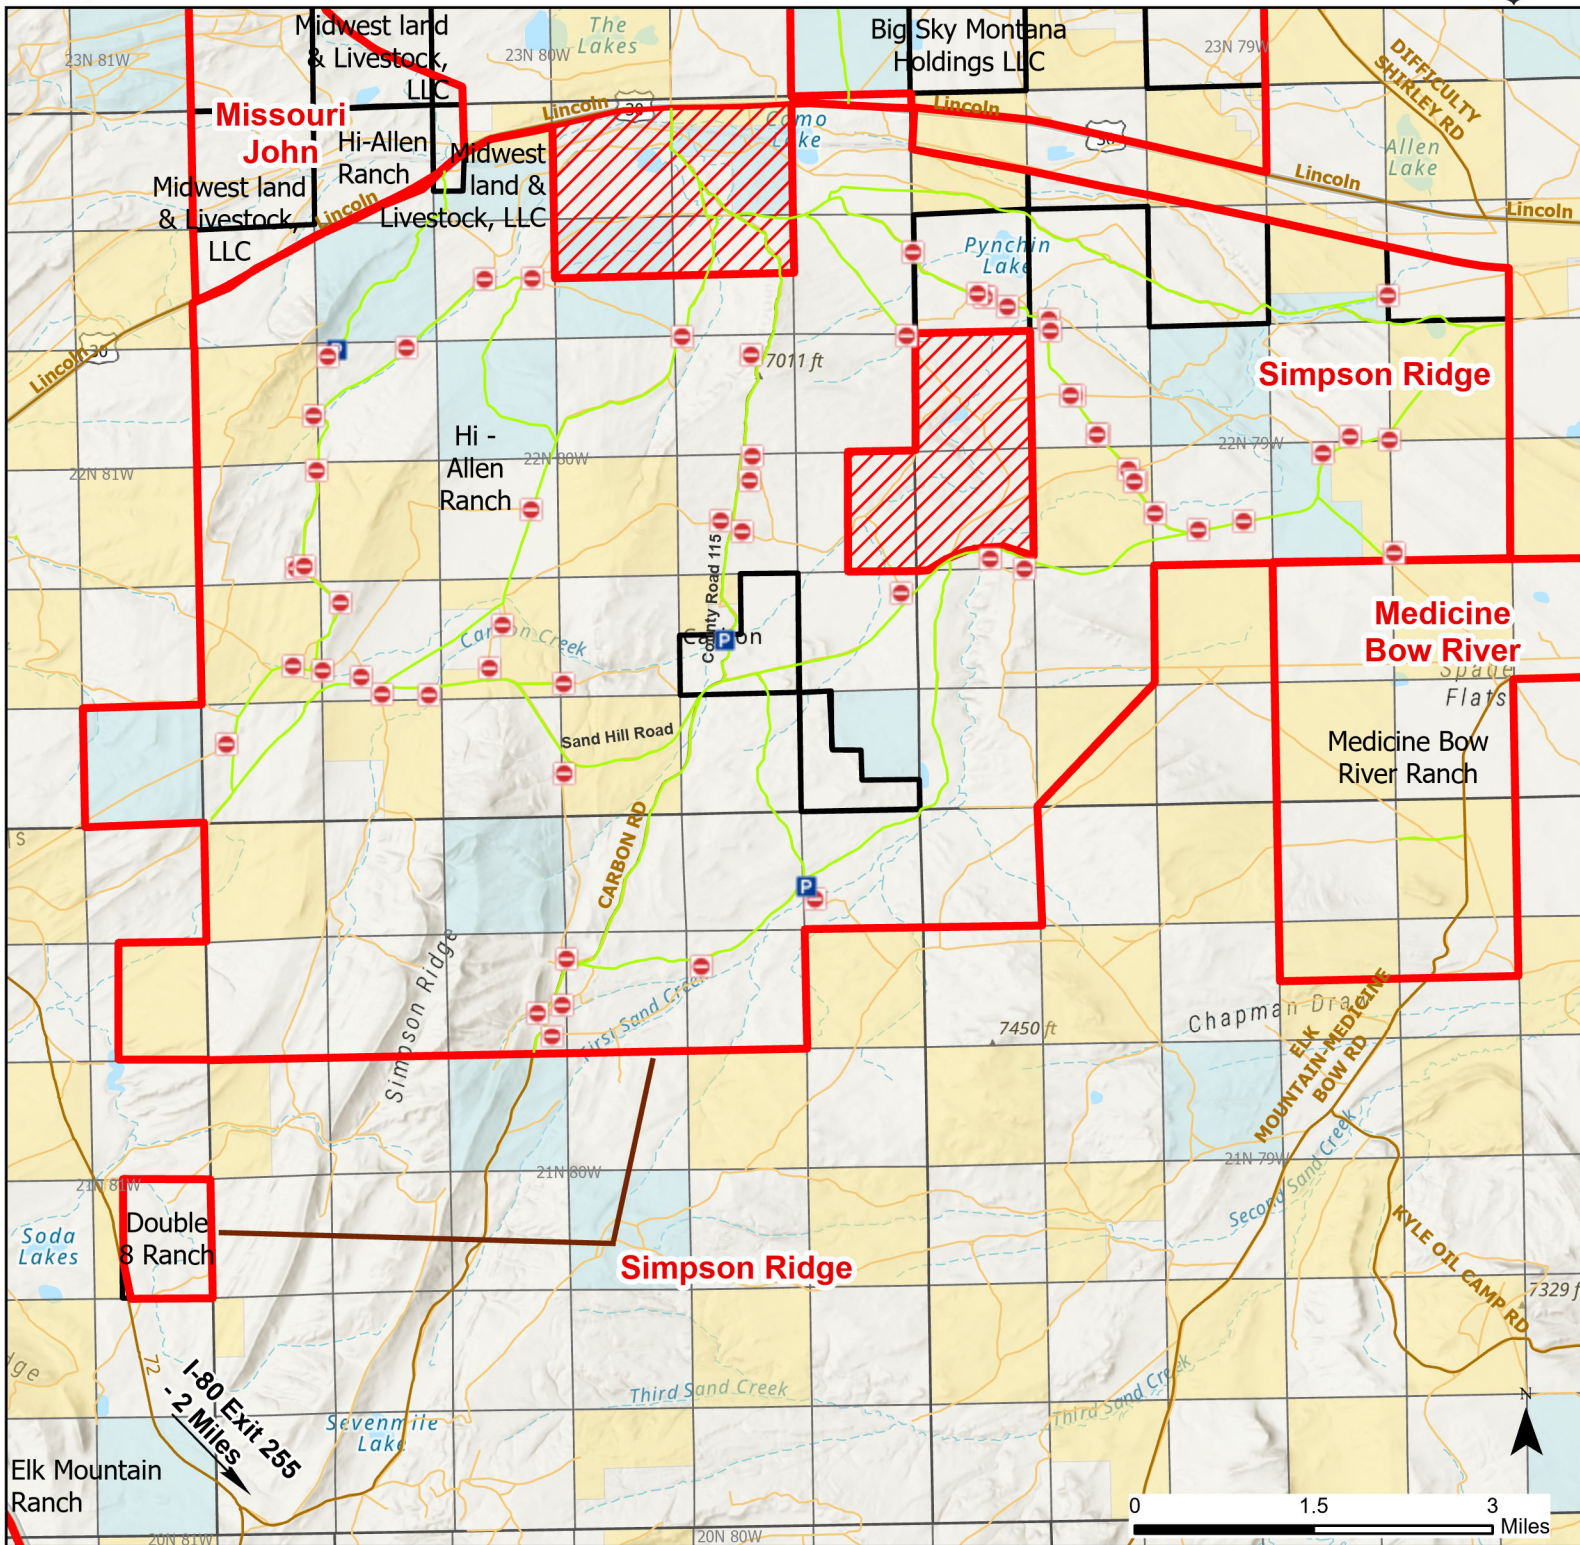 Midwest land
& Livestock,
LLC
The
Lakes
Big Sky Montana
Holdings LLC
23N 81W
23N 80W
23N 79W
DIFFICULTY
SHIRLEY RD
Missouri
John
Hi-Allen
Ranch
Lincoln
30
Lincoln
Como
Lake
Midwest
land &
Livestock, LLC
Midwest land
& Livestock,
LLC
Lincoln
Allen
Lake
Lincoln
Lincoln
Pynchin
Lake
Lincoln
30
7011 ft
Simpson Ridge
Hi -
Allen
Ranch
22N 81W
22N 80W
22N 79W
County Road 115
Carbon Creek
P
P
Medicine
Bow River
Flats
Sand Hill Road
Medicine Bow
River Ranch
CARBON RD
P
Simpson Ridge
First Sand Creek
7450 ft
Chapman Draw
ELK
MOUNTAIN-MEDICINE
BOW RD
21N 81W
21N 80W
21N 79W
Second Sand Creek
Soda
Lakes
Double
8 Ranch
Simpson Ridge
KYLE OIL CAMP RD
7329 f
dge
72
I-80 Exit 255
- 2 Miles
Third Sand Creek
Third Sand Creek
Sevenmile
Lake
N
Elk Mountain
Ranch
0 1.5 3
Miles
20N 81W
20N 80W